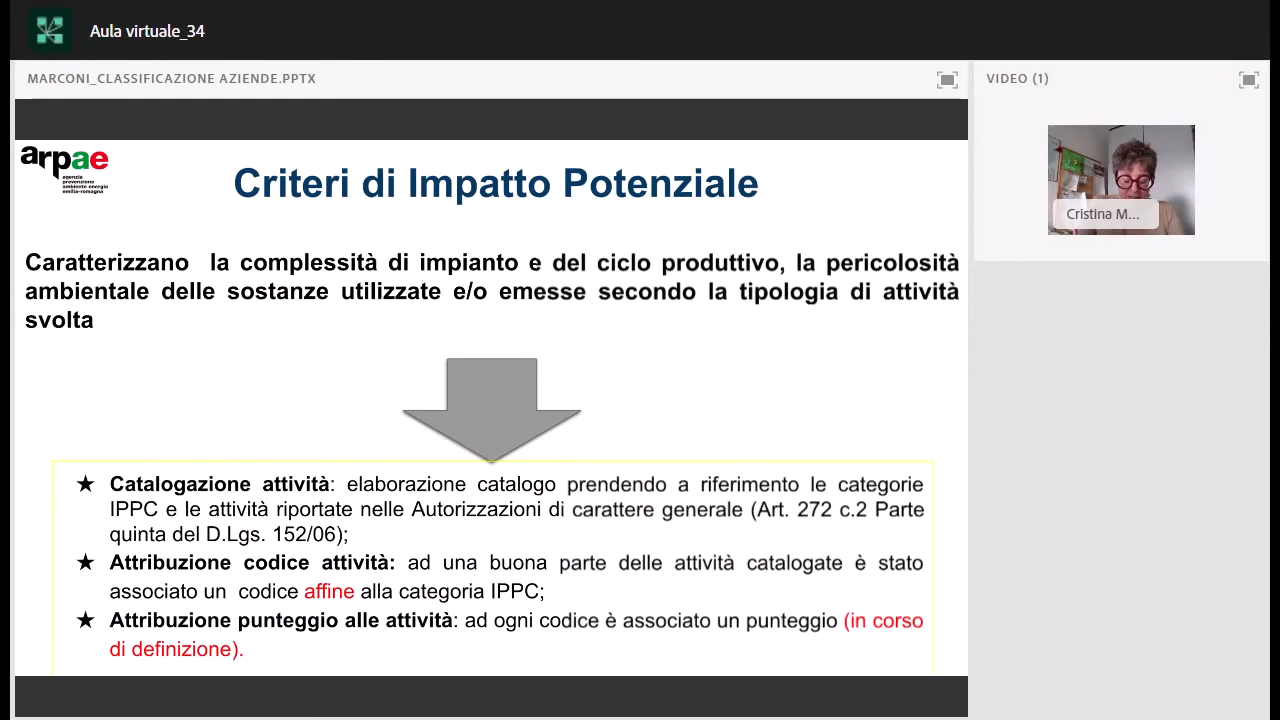 Aula virtuale_34
MARCONI_CLASSIFICAZIONE AZIENDE.PPTX
VIDEO (1)
arpae
agenzia
prevenzione
ambiente energia
emilia-romagna
Criteri di Impatto Potenziale
Cristina M...
Caratterizzano la complessità di impianto e del ciclo produttivo, la pericolosità
ambientale delle sostanze utilizzate e/o emesse secondo la tipologia di attività
svolta
★ Catalogazione attività: elaborazione catalogo prendendo a riferimento le categorie
IPPC e le attività riportate nelle Autorizzazioni di carattere generale (Art. 272 c.2 Parte
quinta del D.Lgs. 152/06);
★ Attribuzione codice attività: ad una buona parte delle attività catalogate è stato
associato un codice affine alla categoria IPPC;
★ Attribuzione punteggio alle attività: ad ogni codice è associato un punteggio (in corso
di definizione).